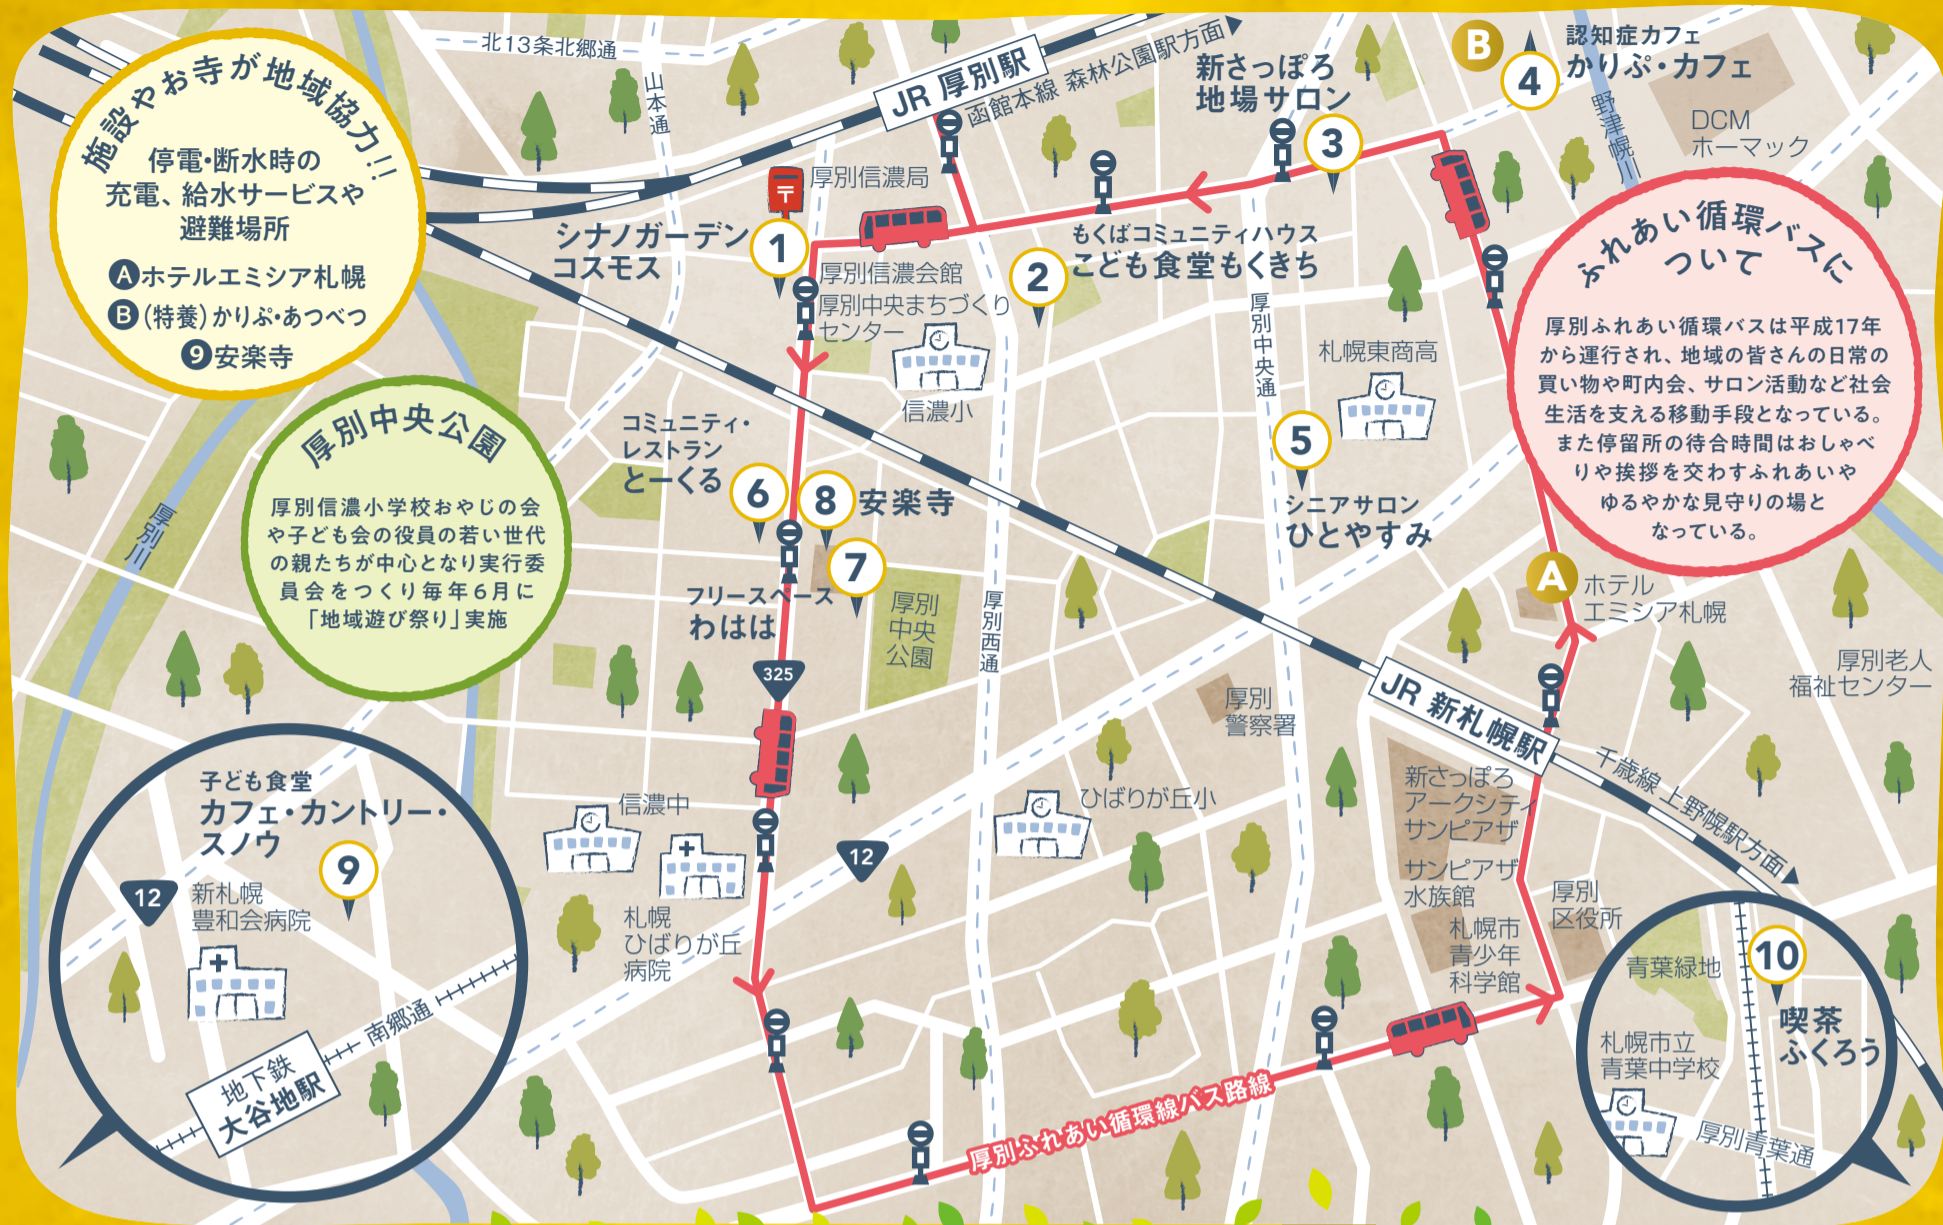 施設やお寺が地域協力!!
停電・断水時の
充電、給水サービスや
避難場所
Aホテルエミシア札幌
B(特養)かりぷ・あつべつ
9安楽寺
厚別中央公園
厚別信濃小学校おやじの会
や子ども会の役員の若い世代
の親たちが中心となり実行委
員会をつくり毎年6月に
「地域遊び祭り」実施
ふれあい循環バスに
ついて
厚別ふれあい循環バスは平成17年
から運行され、地域の皆さんの日常の
買い物や町内会、サロン活動など社会
生活を支える移動手段となっている。
また停留所の待合時間はおしゃべ
りや挨拶を交わすふれあいや
ゆるやかな見守りの場と
なっている。
北13条北郷通
山本通
JR 厚別駅
函館本線 森林公園駅方面
新さっぽろ
地場サロン
3
B
4
認知症カフェ
かりぷ・カフェ
野津幌川
DCM
ホーマック
〒
厚別信濃局
シナノガーデン
コスモス
1
厚別信濃会館
厚別中央まちづくり
センター
信濃小
2
もくばコミュニティハウス
こども食堂もくきち
厚別中央通
札幌東商高
5
シニアサロン
ひとやすみ
コミュニティ・
レストラン
とーくる
6
8
安楽寺
7
フリースペース
わはは
厚別
中央
公園
厚別西通
厚別川
325
A
ホテル
エミシア札幌
厚別老人
福祉センター
厚別
警察署
JR 新札幌駅
千歳線 上野幌駅方面
新さっぽろ
アークシティ
サンピアザ
サンピアザ
水族館
札幌市
青少年
科学館
厚別
区役所
ひばりが丘小
信濃中
12
札幌
ひばりが丘
病院
厚別ふれあい循環線バス路線
子ども食堂
カフェ・カントリー・
スノウ
9
12
新札幌
豊和会病院
南郷通
地下鉄
大谷地駅
青葉緑地
10
喫茶
ふくろう
札幌市立
青葉中学校
厚別青葉通